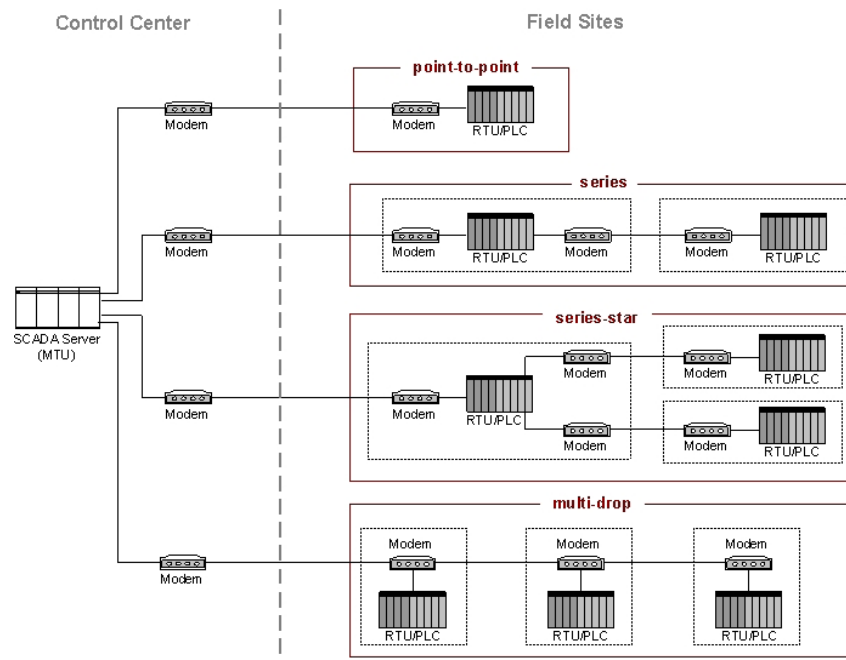 Control Center
Field Sites
point-to-point
Modem
Modem
RTU/PLC
series
Modem
Modem
RTU/PLC
Modem
Modem
RTU/PLC
SCADA Server
(MTU)
series-star
Modem
Modem
RTU/PLC
Modem
Modem
RTU/PLC
Modem
Modem
RTU/PLC
multi-drop
Modem
Modem
Modem
Modem
RTU/PLC
RTU/PLC
RTU/PLC